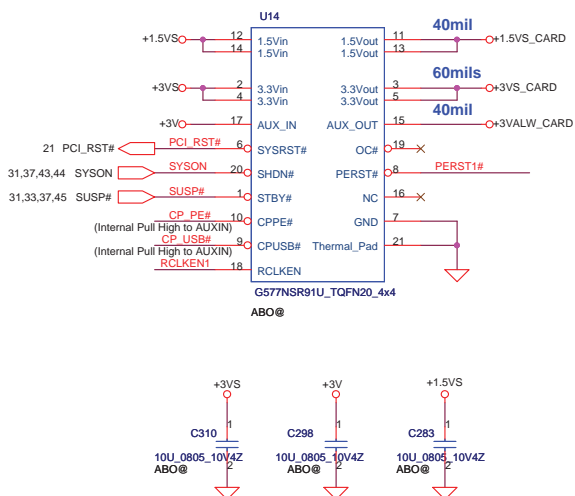 U14
40mil
+1.5VS 12 1.5Vin 1.5Vout 11 +1.5VS_CARD
14 1.5Vin 1.5Vout 13
60mils
+3VS 2 3.3Vin 3.3Vout 3 +3VS_CARD
4 3.3Vin 3.3Vout 5
40mil
+3V 17 AUX_IN AUX_OUT 15 +3VALW_CARD
21 PCI_RST# PCI_RST# 6 SYSRST# OC# 19
31,37,43,44 SYSON SYSON 20 SHDN# PERST# 8 PERST1#
31,33,37,45 SUSP# SUSP# 1 STBY# NC 16
CP_PE# 10 CPPE# GND 7
(Internal Pull High to AUXIN)
CP_USB# 9 CPUSB# Thermal_Pad 21
(Internal Pull High to AUXIN)
RCLKEN1 18 RCLKEN
G577NSR91U_TQFN20_4x4
ABO@
+3VS +3V +1.5VS
1 1 1
C310 C298 C283
10U_0805_10V4Z 10U_0805_10V4Z 10U_0805_10V4Z
2 2 2
ABO@ ABO@ ABO@